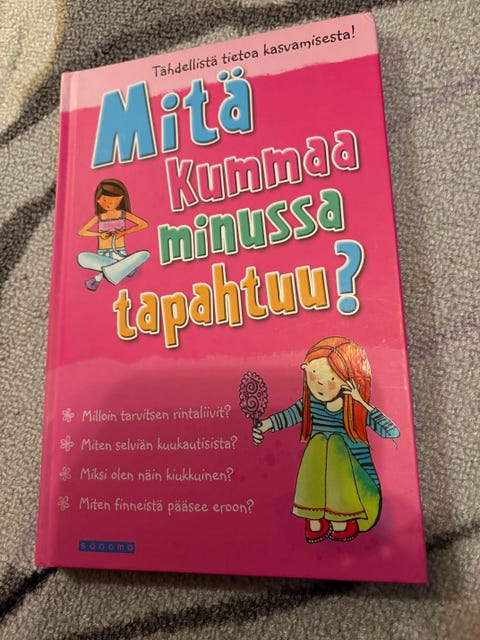 Tähdellistä tietoa kasvamisesta!
Mitä
kummaa
minussa
tapahtuu?
Milloin tarvitsen rintaliivit?
Miten selviän kuukautisista?
Miksi olen näin kiukkuinen?
Miten finneistä pääsee eroon?
sanoma